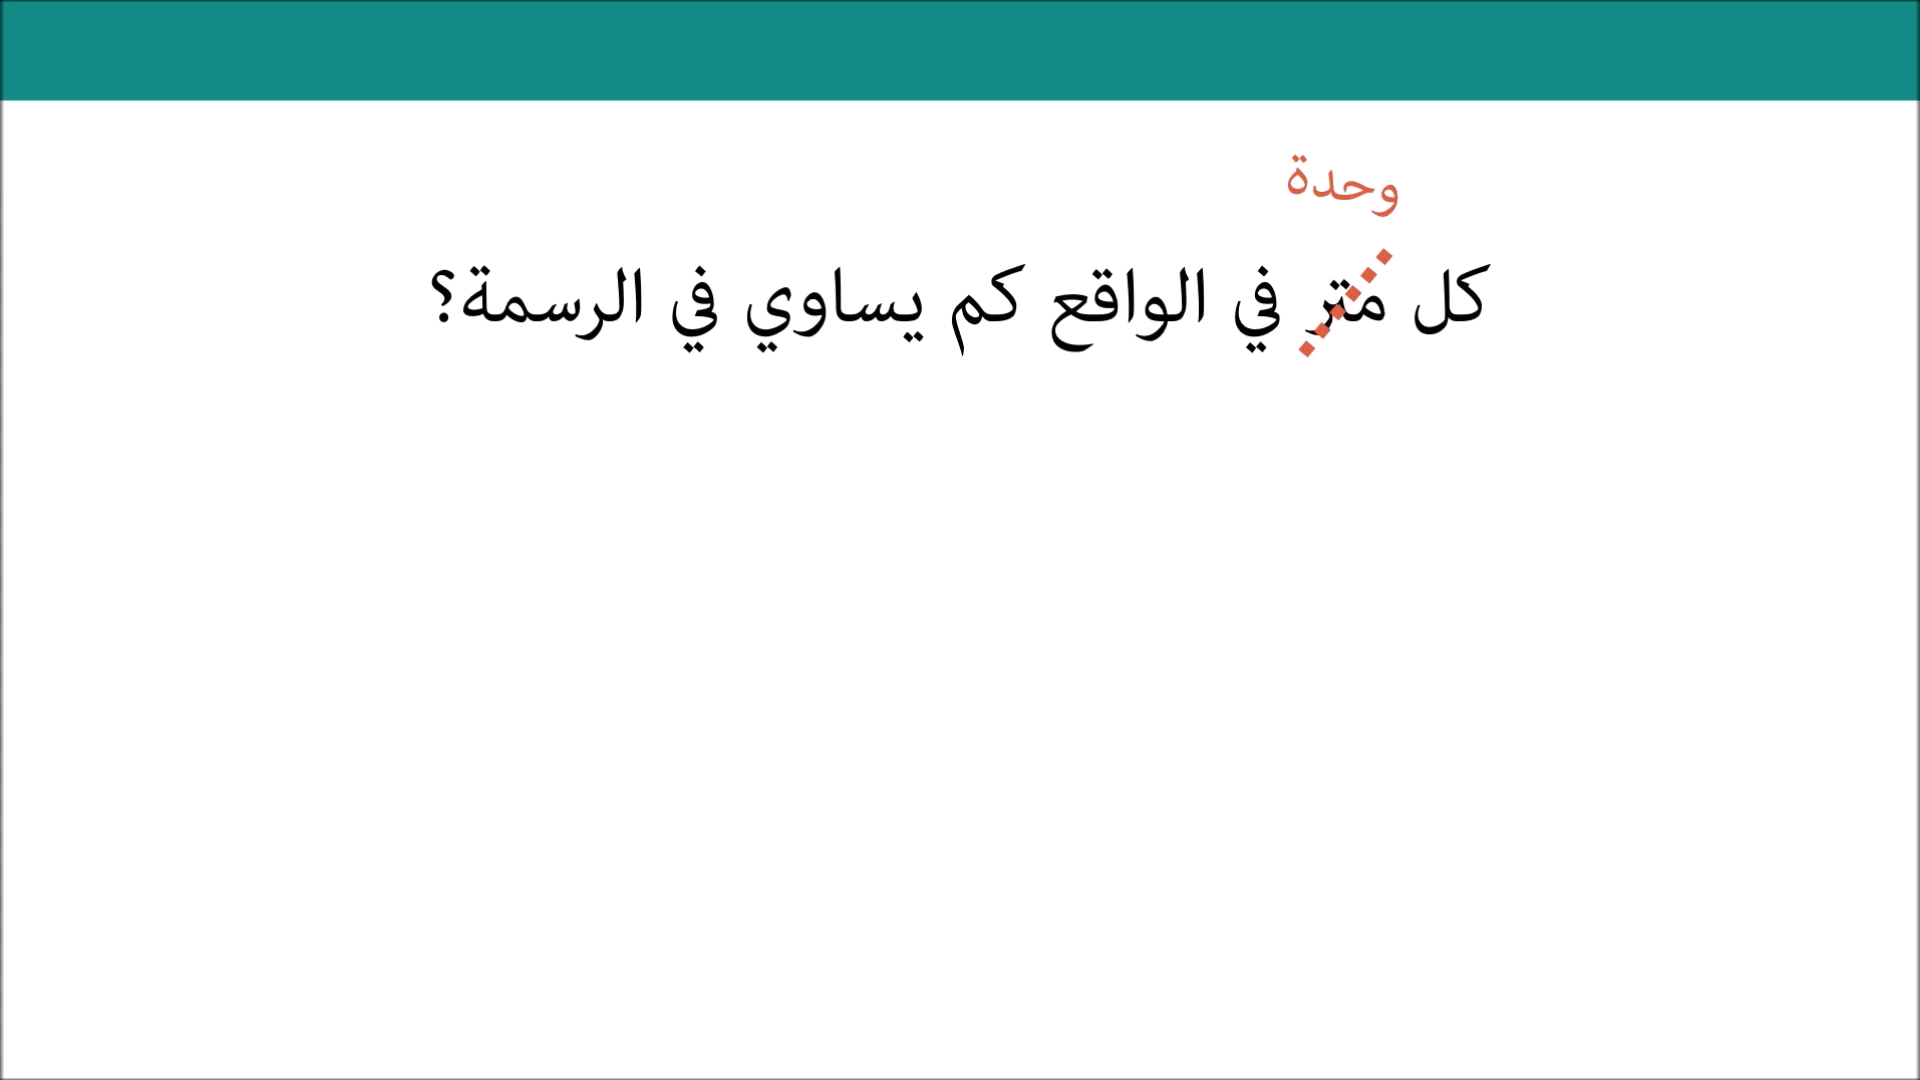 وحدة
كل متر في الواقع كم يساوي في الرسمة؟